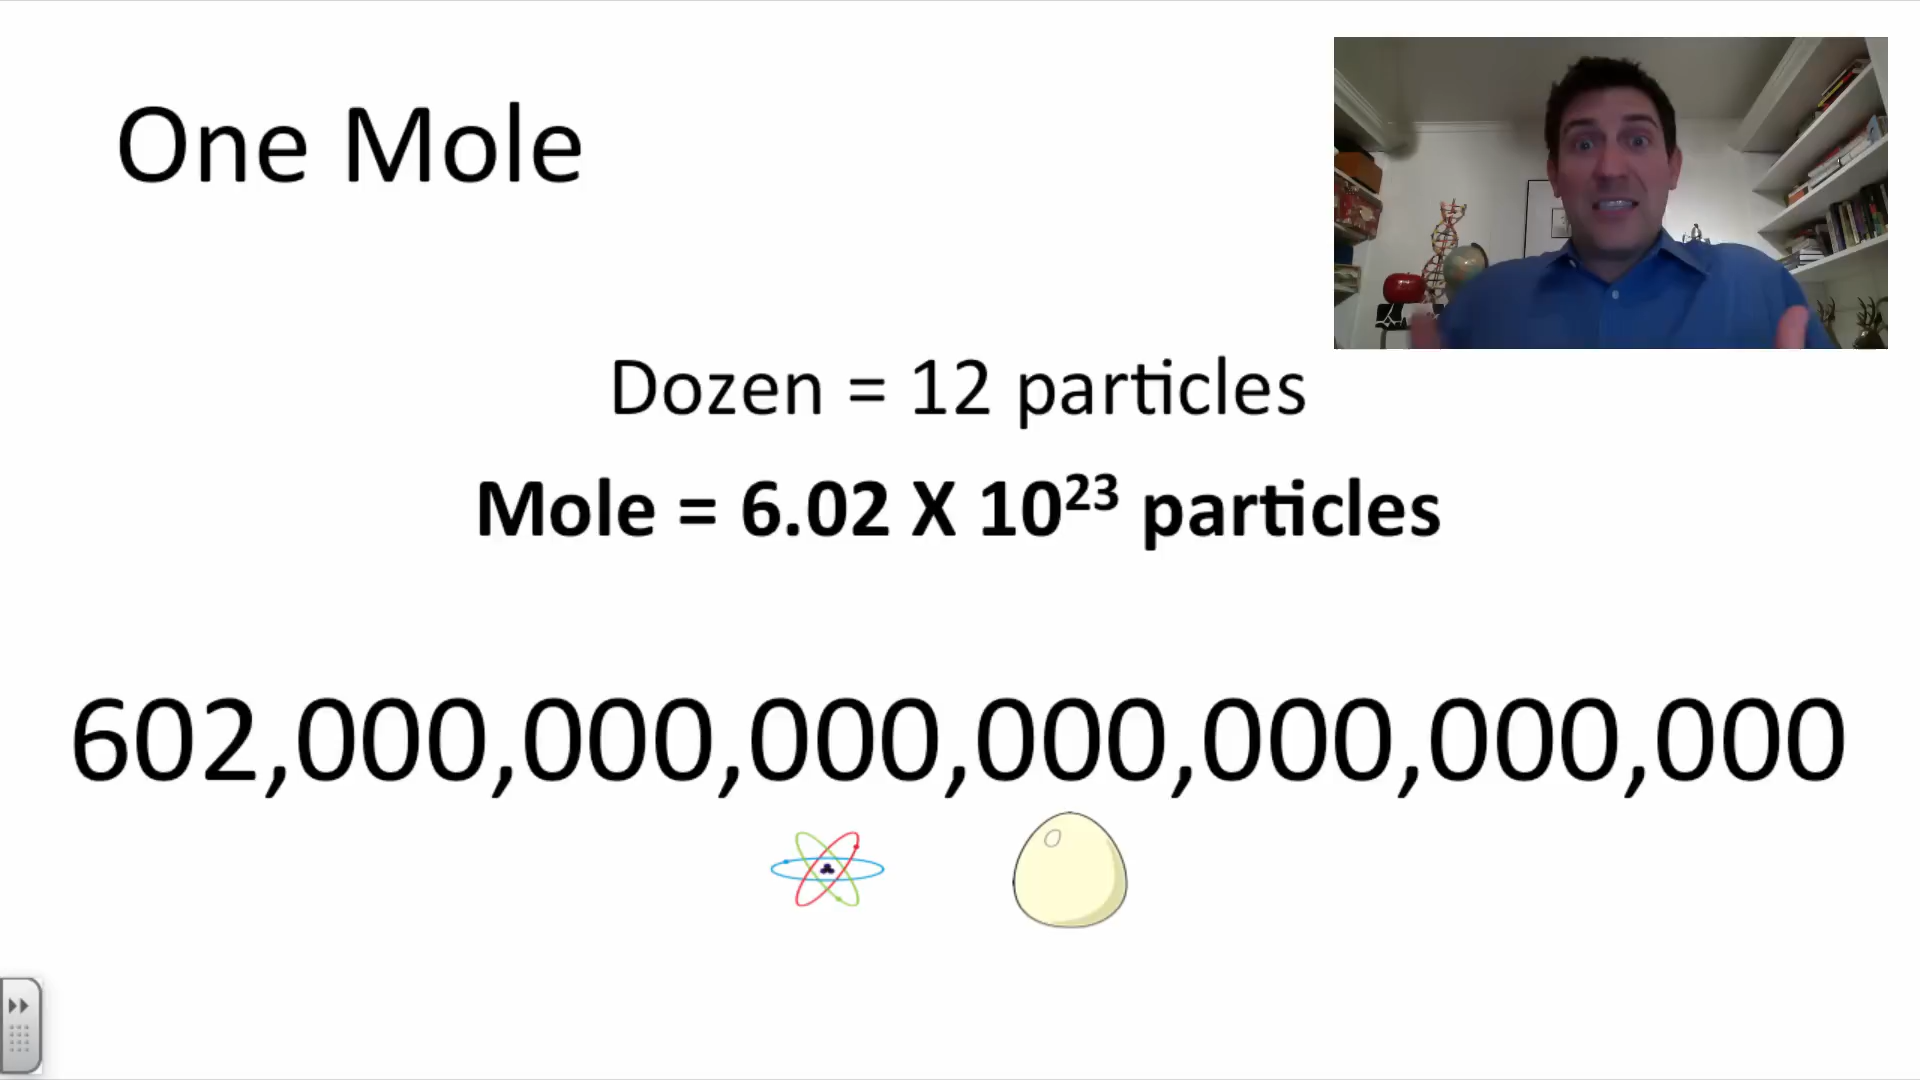 One Mole
Dozen = 12 particles
Mole = 6.02 X 10²³ particles
602,000,000,000,000,000,000,000